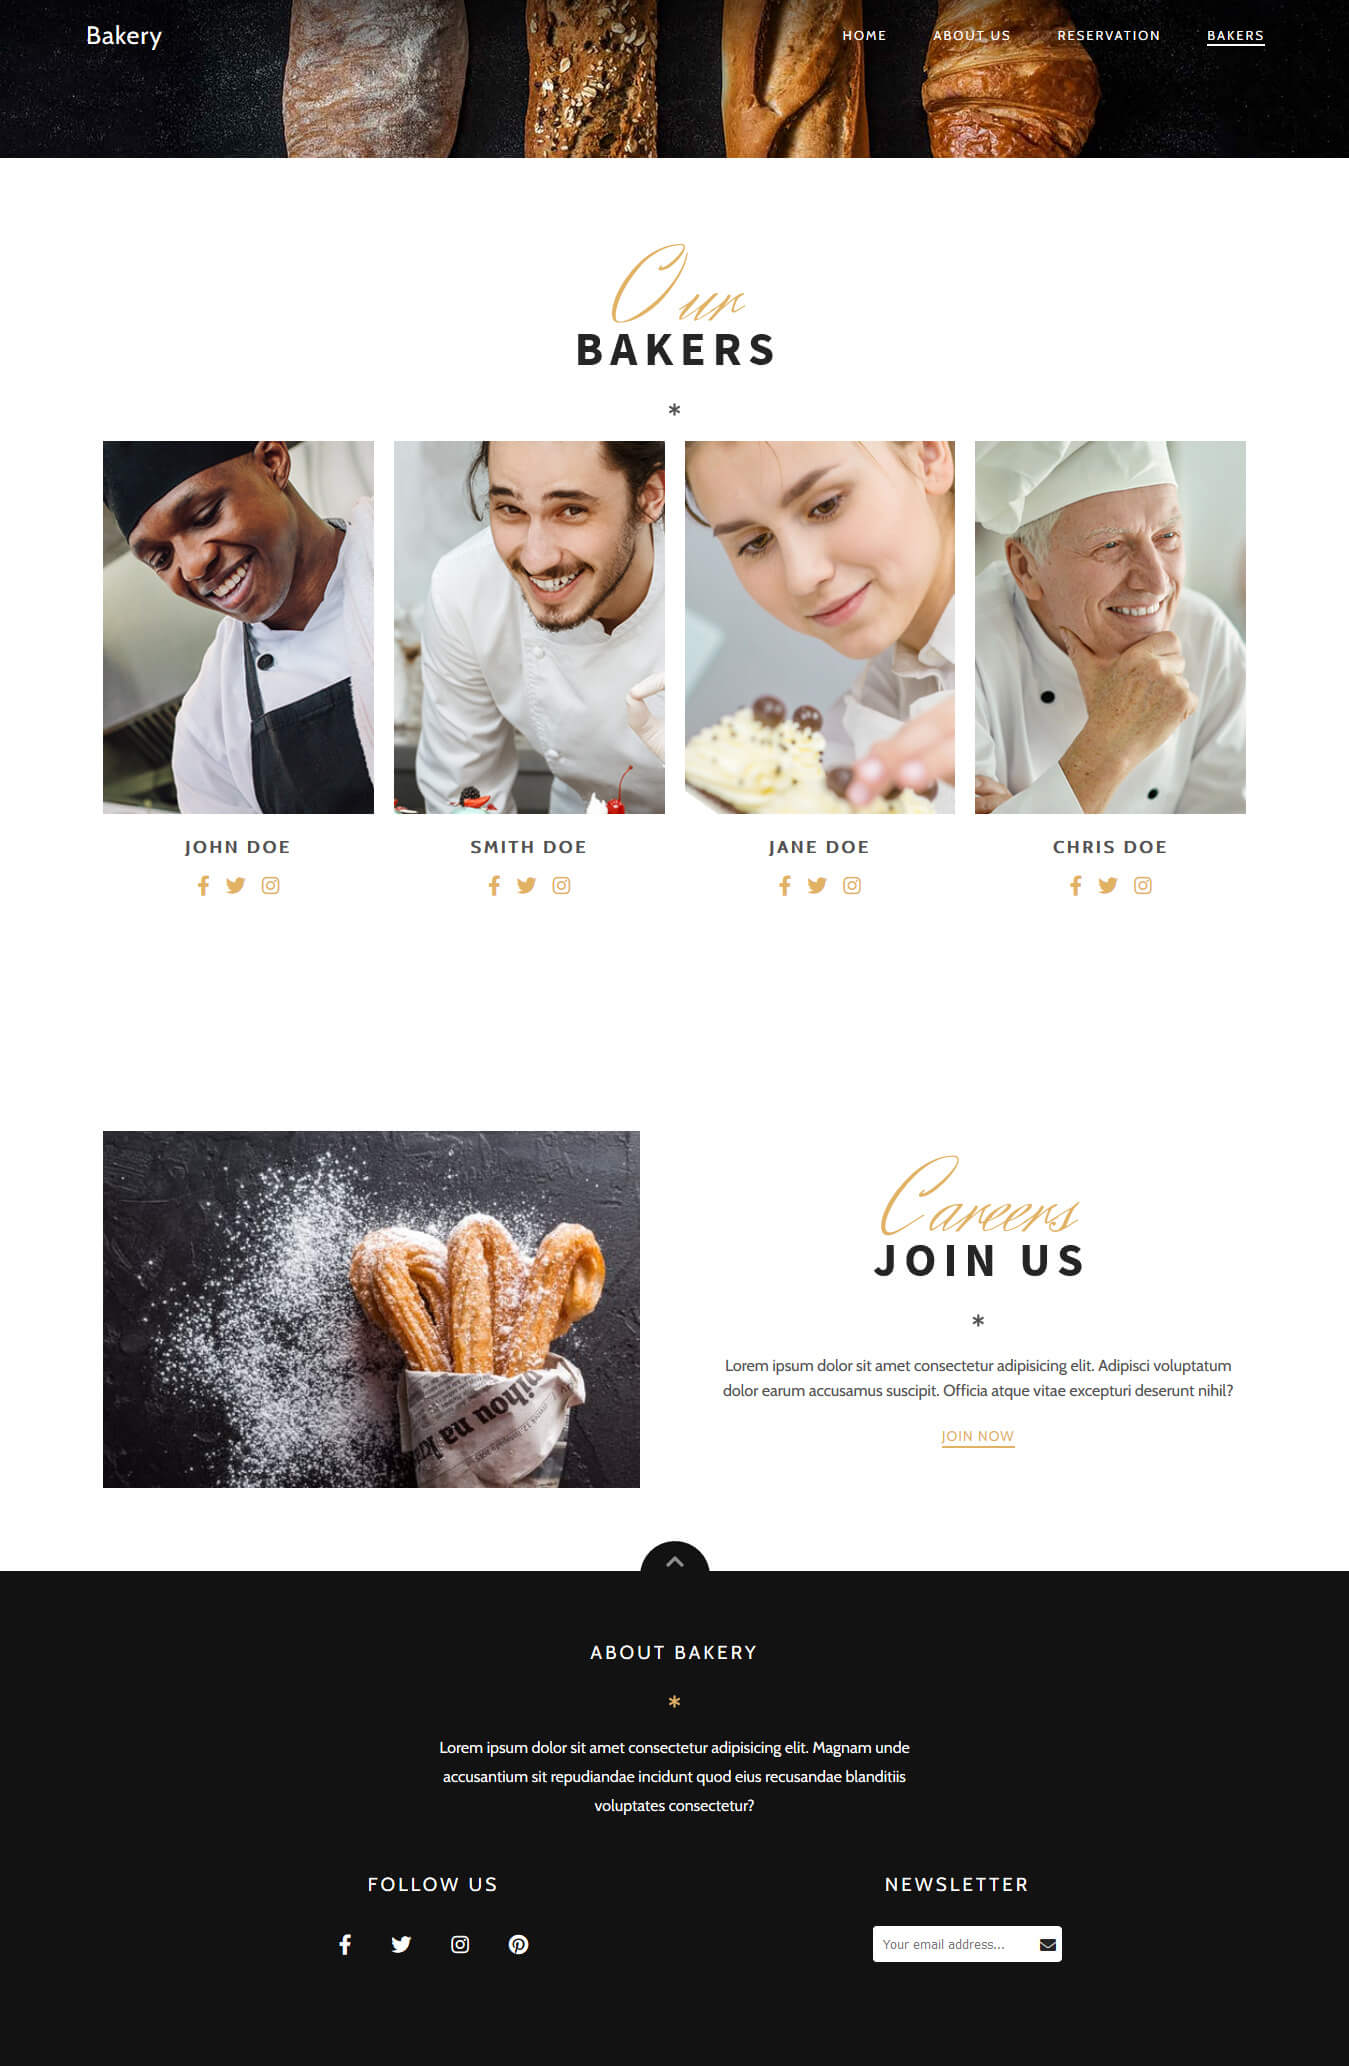 Bakery
HOME ABOUT US RESERVATION BAKERS
Our
BAKERS
*
JOHN DOE
SMITH DOE
JANE DOE
CHRIS DOE
pihou na
Careers
JOIN US
*
Lorem ipsum dolor sit amet consectetur adipisicing elit. Adipisci voluptatum
dolor earum accusamus suscipit. Officia atque vitae excepturi deserunt nihil?
JOIN NOW
ABOUT BAKERY
*
Lorem ipsum dolor sit amet consectetur adipisicing elit. Magnam unde
accusantium sit repudiandae incidunt quod eius recusandae blanditiis
voluptates consectetur?
FOLLOW US
NEWSLETTER
Your email address...